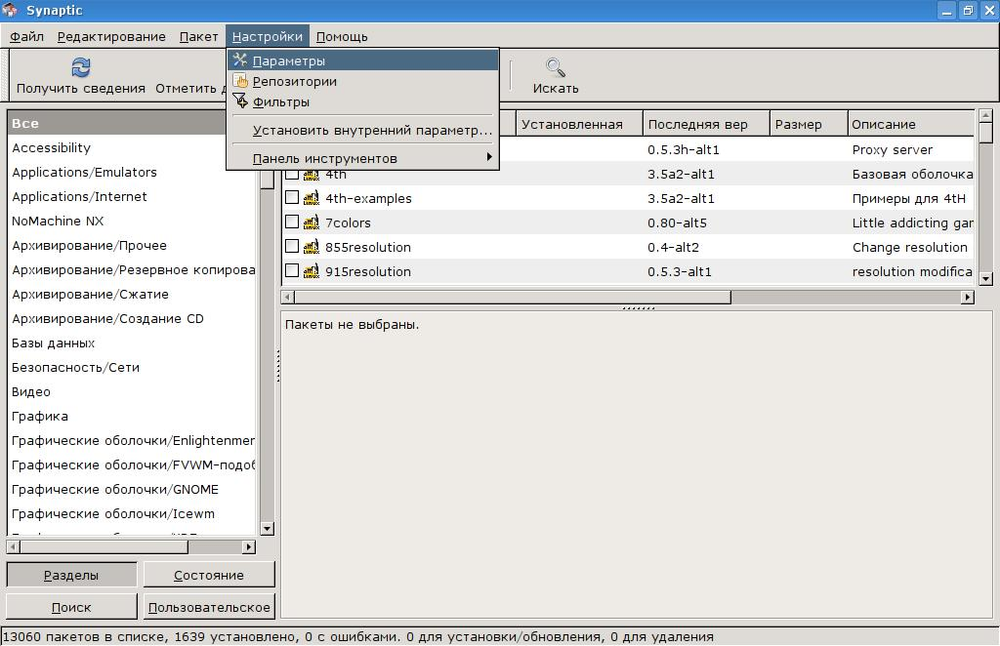 Synaptic
Файл Редактирование Пакет Настройки Помощь
Получить сведения Отметить Искать
Параметры
Репозитории
Фильтры
Установить внутренний параметр...
Панель инструментов
Все
Accessibility
Applications/Emulators
Applications/Internet
NoMachine NX
Архивирование/Прочее
Архивирование/Резервное копирова
Архивирование/Сжатие
Архивирование/Создание CD
Базы данных
Безопасность/Сети
Видео
Графика
Графические оболочки/Enlightenmer
Графические оболочки/FVWM-подоб
Графические оболочки/GNOME
Графические оболочки/Icewm
Разделы Состояние
Поиск Пользовательское
Установленная Последняя вер Размер Описание
0.5.3h-alt1 Proxy server
4th 3.5a2-alt1 Базовая оболочка
4th-examples 3.5a2-alt1 Примеры для 4tH
7colors 0.80-alt5 Little addicting gar
855resolution 0.4-alt2 Change resolution
915resolution 0.5.3-alt1 resolution modifica
Пакеты не выбраны.
13060 пакетов в списке, 1639 установлено, 0 с ошибками. 0 для установки/обновления, 0 для удаления